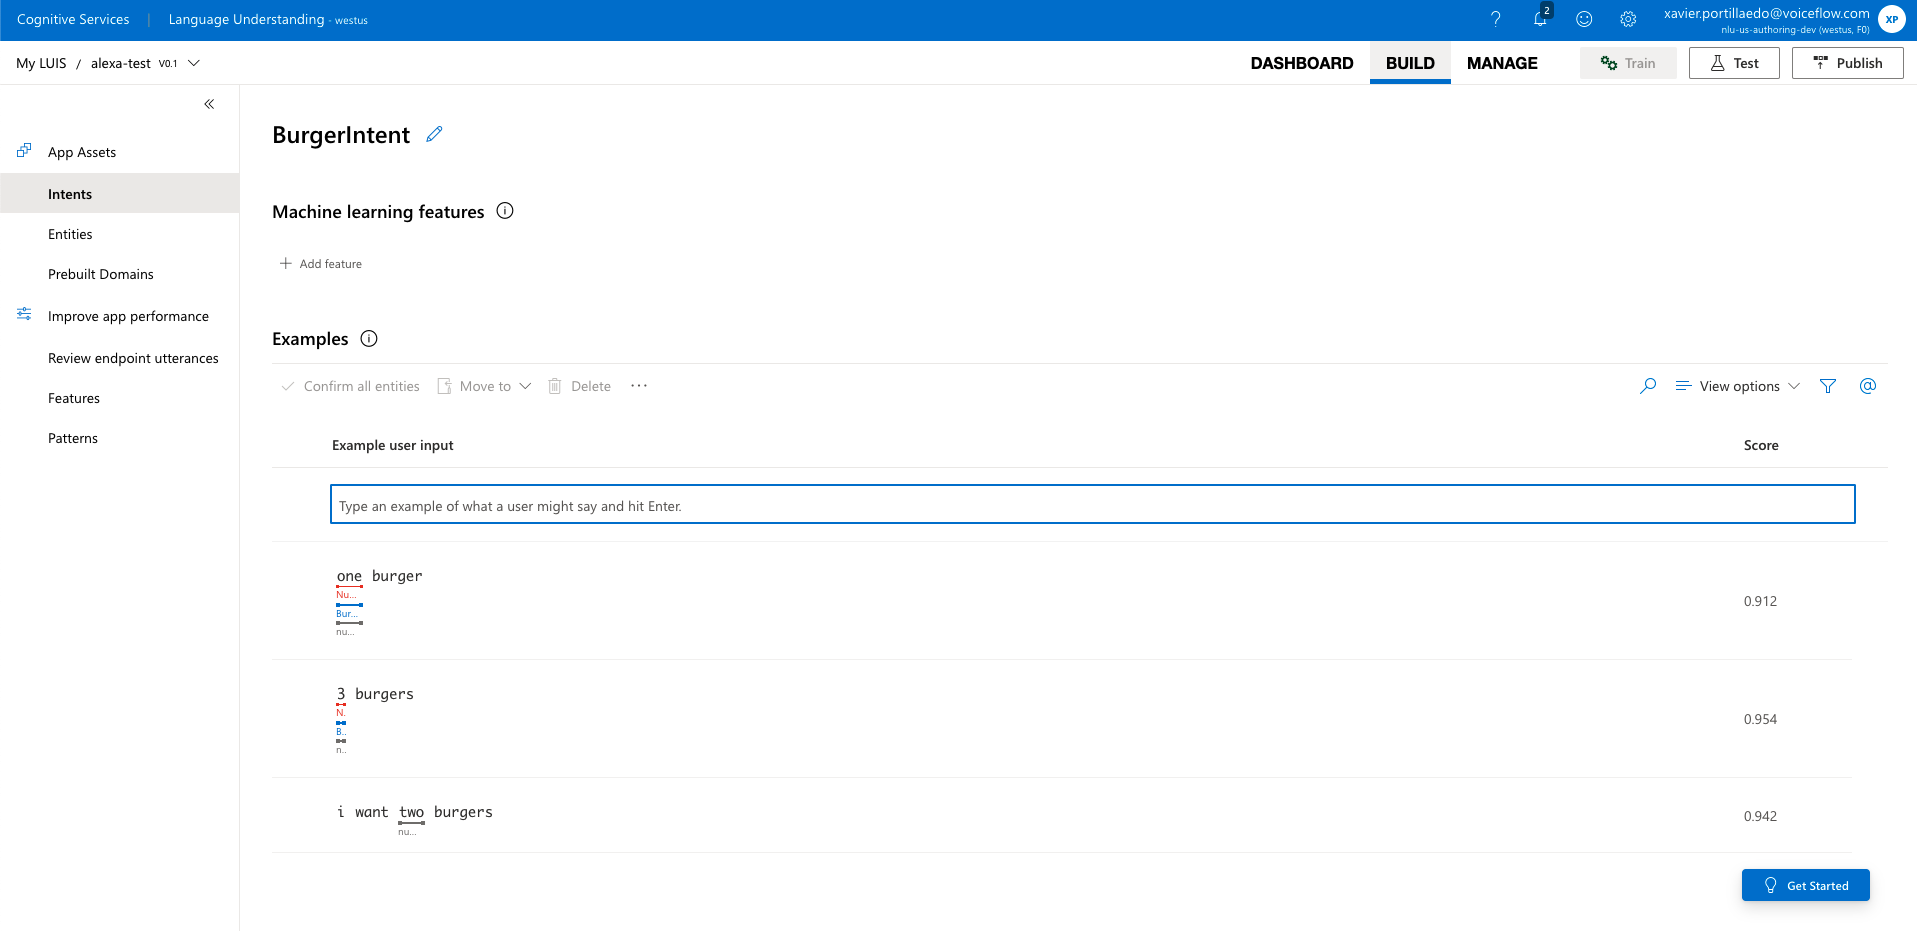 Cognitive Services | Language Understanding - westus
2
xavier.portillaedo@voiceflow.com
nlu-us-authoring-dev (westus, F0)
XP
My LUIS / alexa-test V0.1
DASHBOARD BUILD MANAGE Train Test Publish
App Assets
Intents
Entities
Prebuilt Domains
Improve app performance
Review endpoint utterances
Features
Patterns
BurgerIntent
Machine learning features
Add feature
Examples
Confirm all entities Move to Delete ...
View options
Example user input Score
Type an example of what a user might say and hit Enter.
one burger
Nu...
Bur...
nu...
0.912
3 burgers
N..
B..
n..
0.954
i want two burgers
nu...
0.942
Get Started